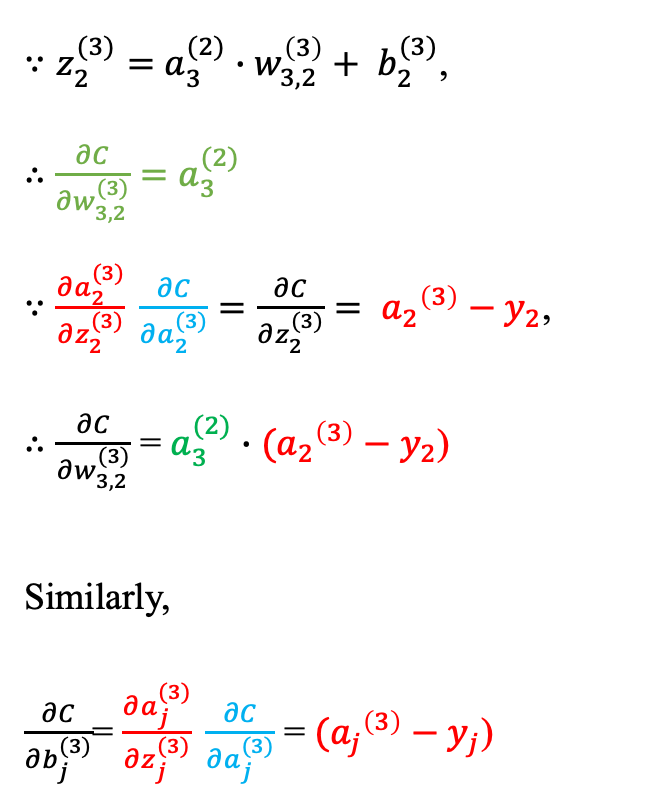 ∵ z₂⁽³⁾ = a₃⁽²⁾ · w₃,₂⁽³⁾ + b₂⁽³⁾,
∴ ∂C/∂w₃,₂⁽³⁾ = a₃⁽²⁾
∵ ∂a₂⁽³⁾/∂z₂⁽³⁾ ∂C/∂a₂⁽³⁾ = ∂C/∂z₂⁽³⁾ = a₂⁽³⁾ − y₂,
∴ ∂C/∂w₃,₂⁽³⁾ = a₃⁽²⁾ · (a₂⁽³⁾ − y₂)
Similarly,
∂C/∂bⱼ⁽³⁾ = ∂aⱼ⁽³⁾/∂zⱼ⁽³⁾ ∂C/∂aⱼ⁽³⁾ = (aⱼ⁽³⁾ − yⱼ)